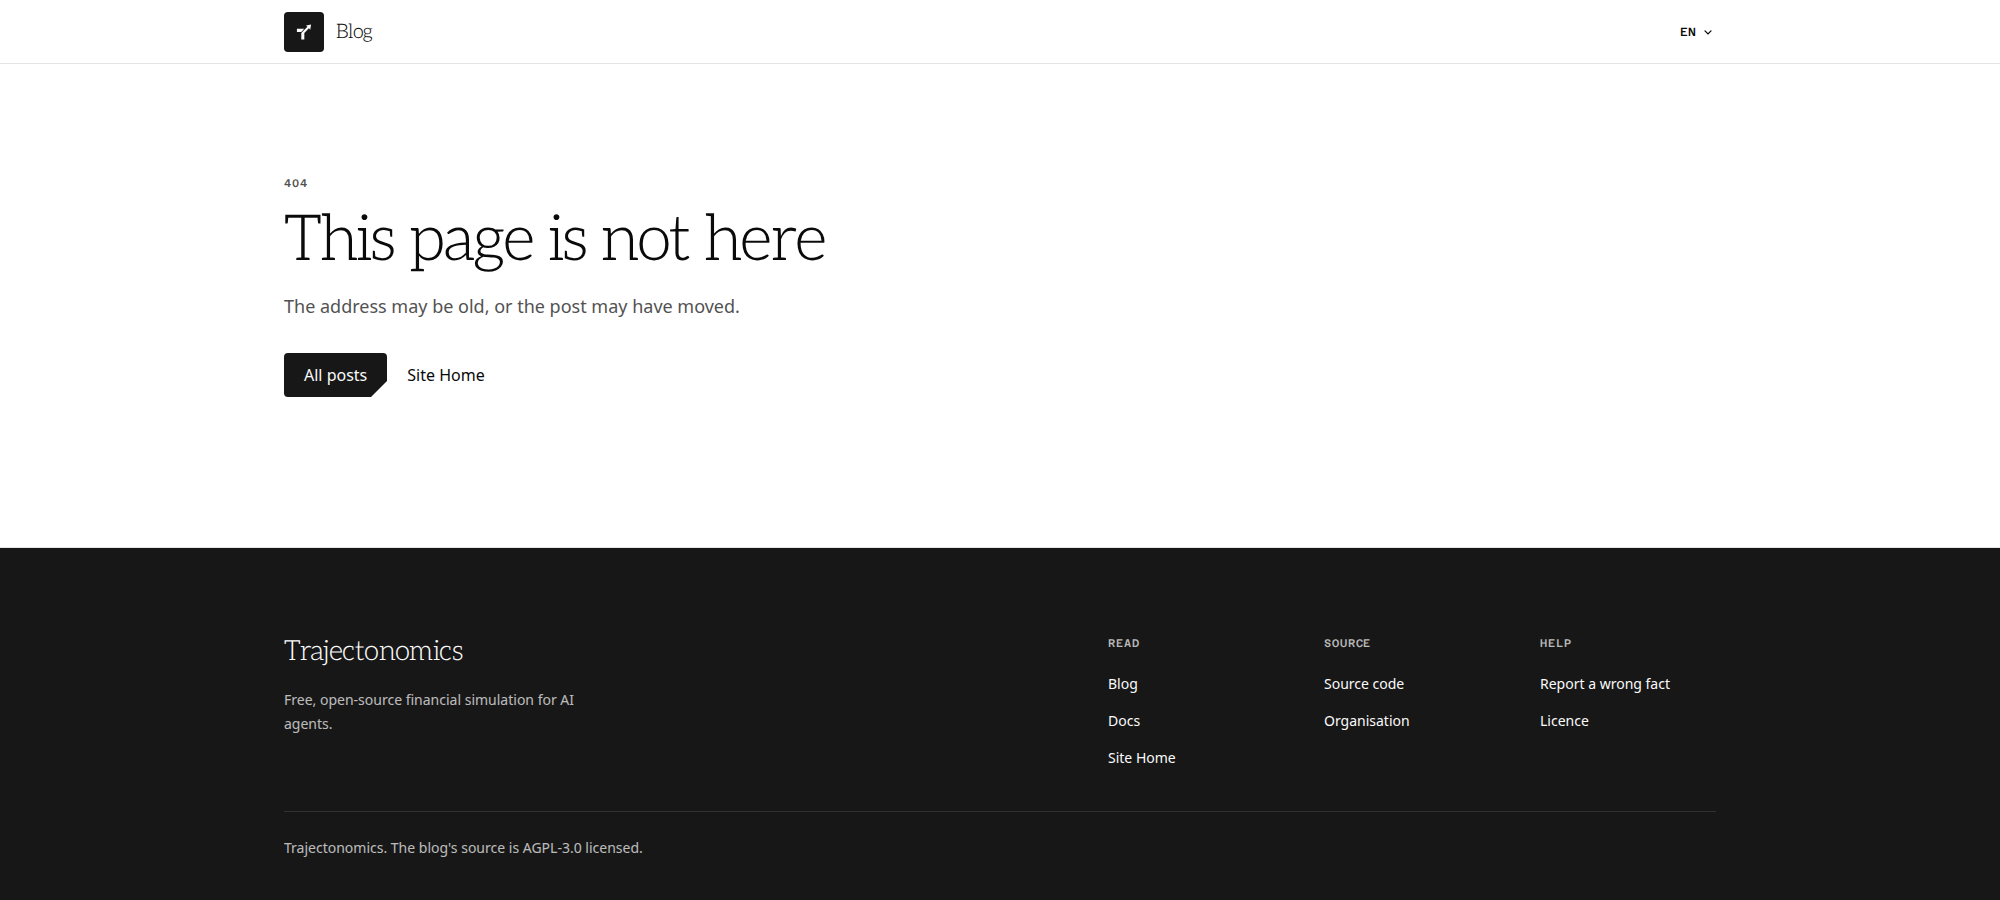 Blog
EN
404
This page is not here
The address may be old, or the post may have moved.
All posts
Site Home
Trajectonomics
Free, open-source financial simulation for AI
agents.
READ
Blog
Docs
Site Home
SOURCE
Source code
Organisation
HELP
Report a wrong fact
Licence
Trajectonomics. The blog's source is AGPL-3.0 licensed.